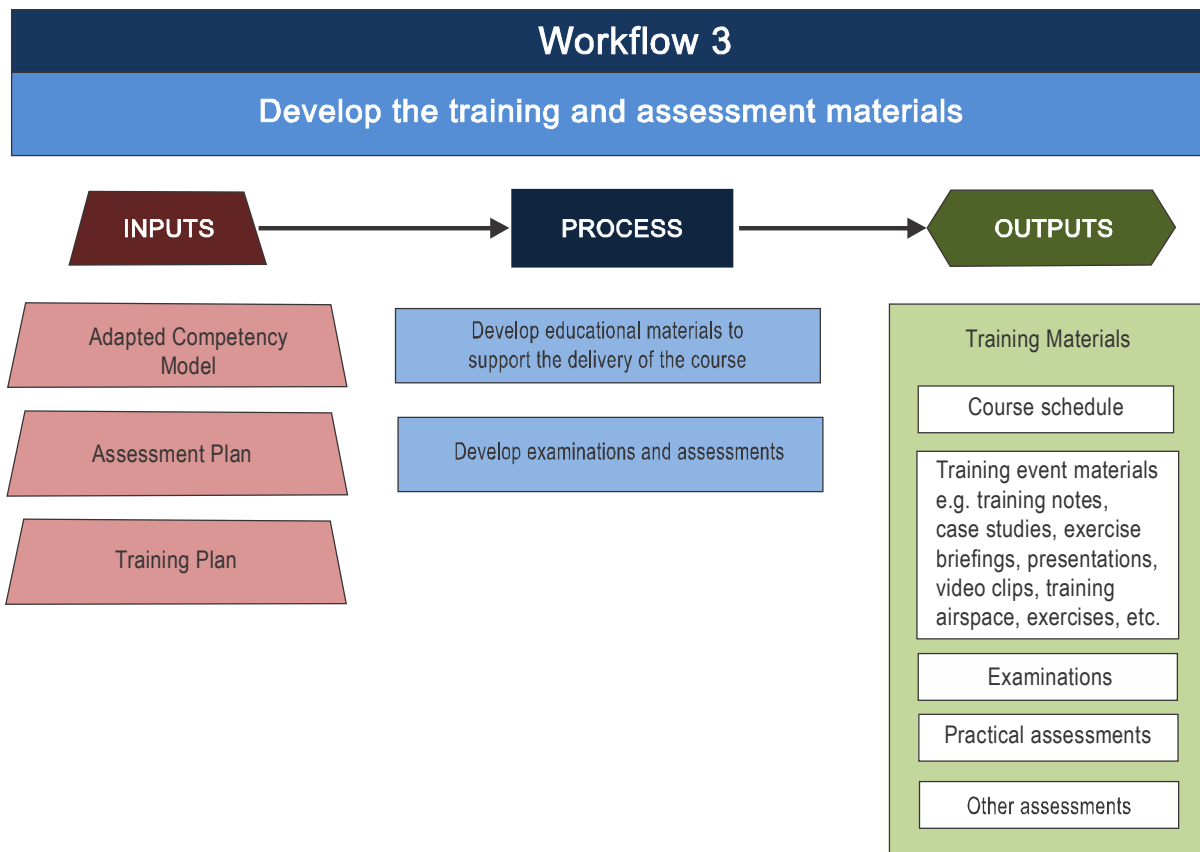 Workflow 3
Develop the training and assessment materials
INPUTS
PROCESS
OUTPUTS
Adapted Competency
Model
Assessment Plan
Training Plan
Develop educational materials to
support the delivery of the course
Develop examinations and assessments
Training Materials
Course schedule
Training event materials
e.g. training notes,
case studies, exercise
briefings, presentations,
video clips, training
airspace, exercises, etc.
Examinations
Practical assessments
Other assessments